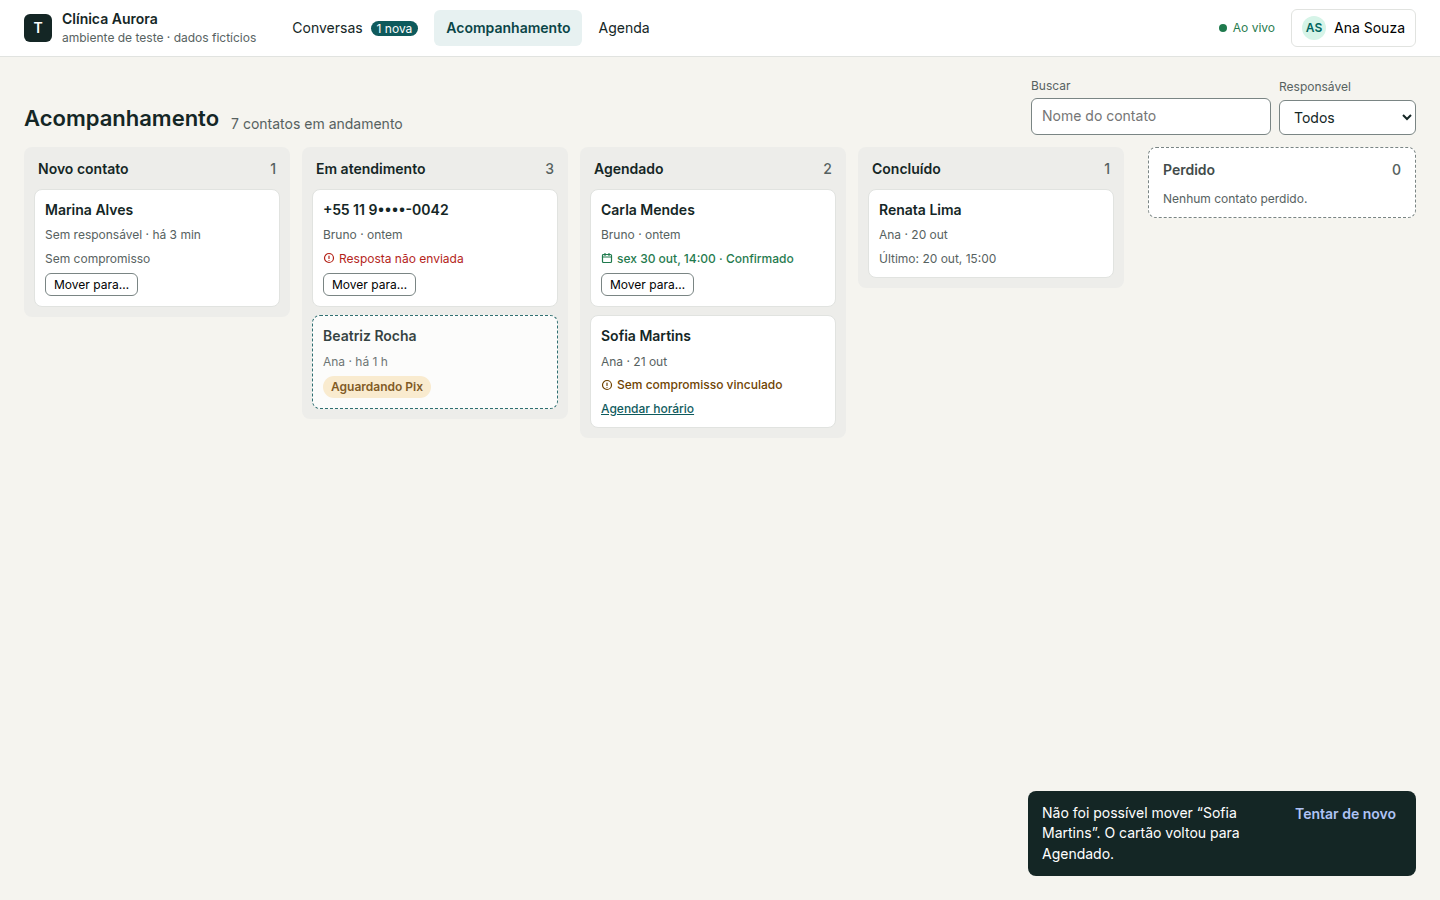 T
Clínica Aurora
ambiente de teste · dados fictícios
Conversas 1 nova
Acompanhamento
Agenda
Ao vivo
AS Ana Souza
Acompanhamento 7 contatos em andamento
Buscar
Nome do contato
Responsável
Todos
Novo contato 1
Marina Alves
Sem responsável · há 3 min
Sem compromisso
Mover para...
Em atendimento 3
+55 11 9••••-0042
Bruno · ontem
Resposta não enviada
Mover para...
Beatriz Rocha
Ana · há 1 h
Aguardando Pix
Agendado 2
Carla Mendes
Bruno · ontem
sex 30 out, 14:00 · Confirmado
Mover para...
Sofia Martins
Ana · 21 out
Sem compromisso vinculado
Agendar horário
Concluído 1
Renata Lima
Ana · 20 out
Último: 20 out, 15:00
Perdido 0
Nenhum contato perdido.
Não foi possível mover “Sofia
Martins”. O cartão voltou para
Agendado.
Tentar de novo